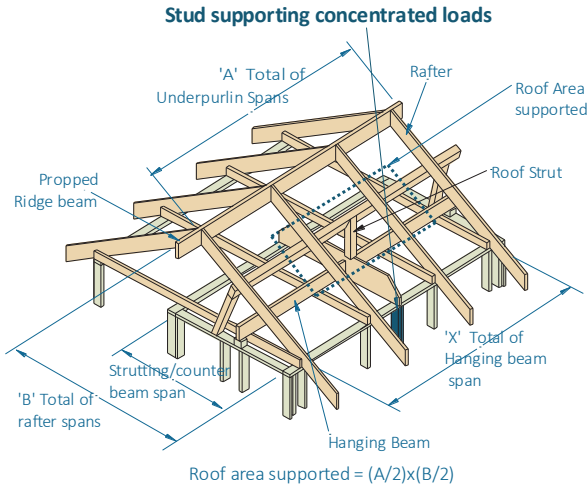 Stud supporting concentrated loads
'A' Total of
Underpurlin Spans
Rafter
Roof Area
supported
Propped
Ridge beam
Roof Strut
'X' Total of
Hanging beam
span
Strutting/counter
beam span
'B' Total of
rafter spans
Hanging Beam
Roof area supported = (A/2)x(B/2)